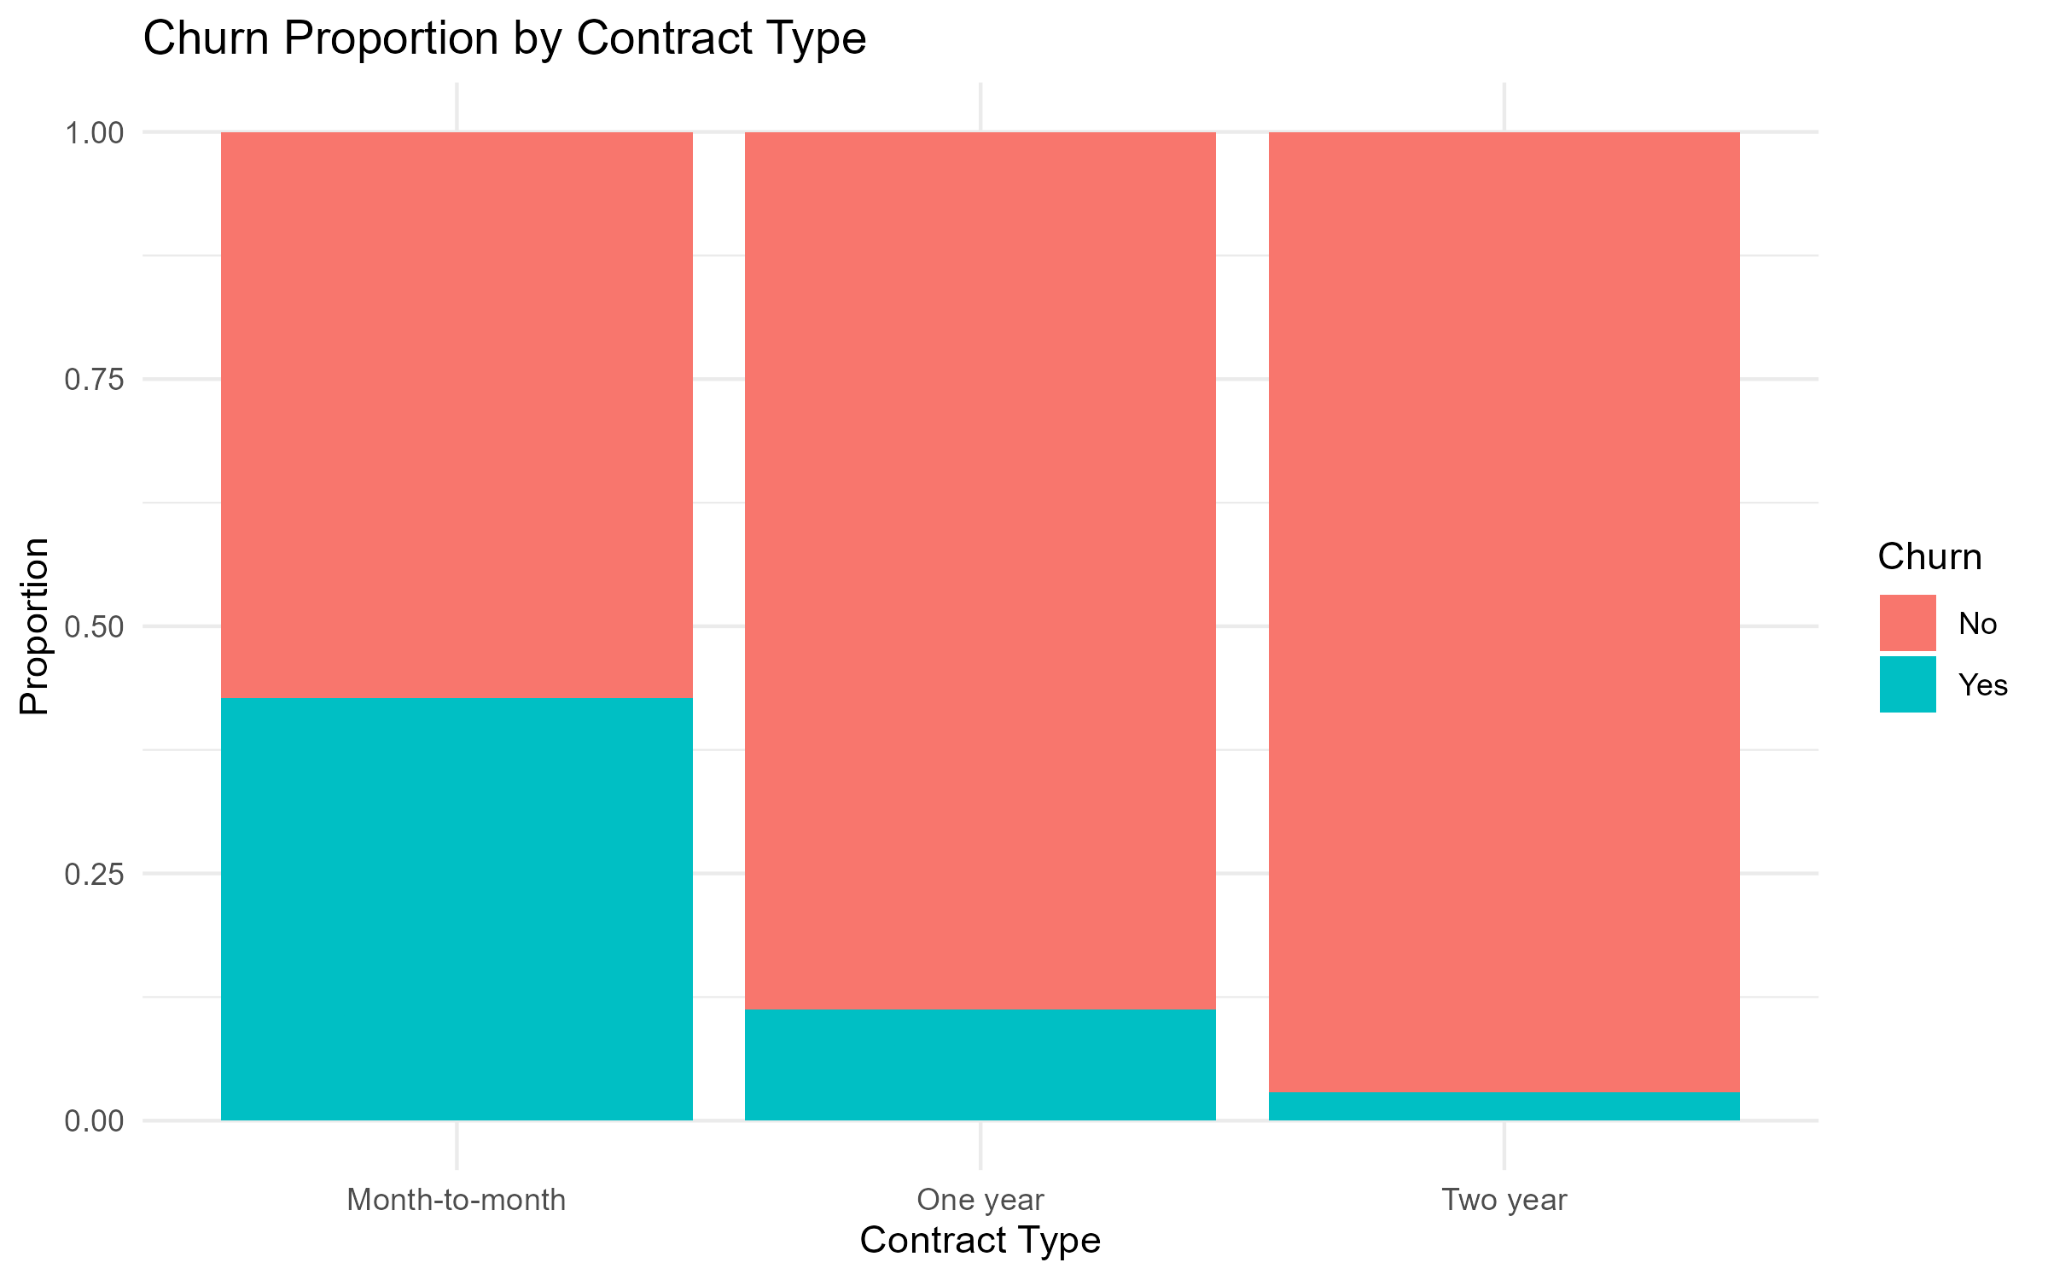 Churn Proportion by Contract Type
1.00
0.75
0.50
0.25
0.00
Proportion
Month-to-month
One year
Two year
Contract Type
Churn
No
Yes